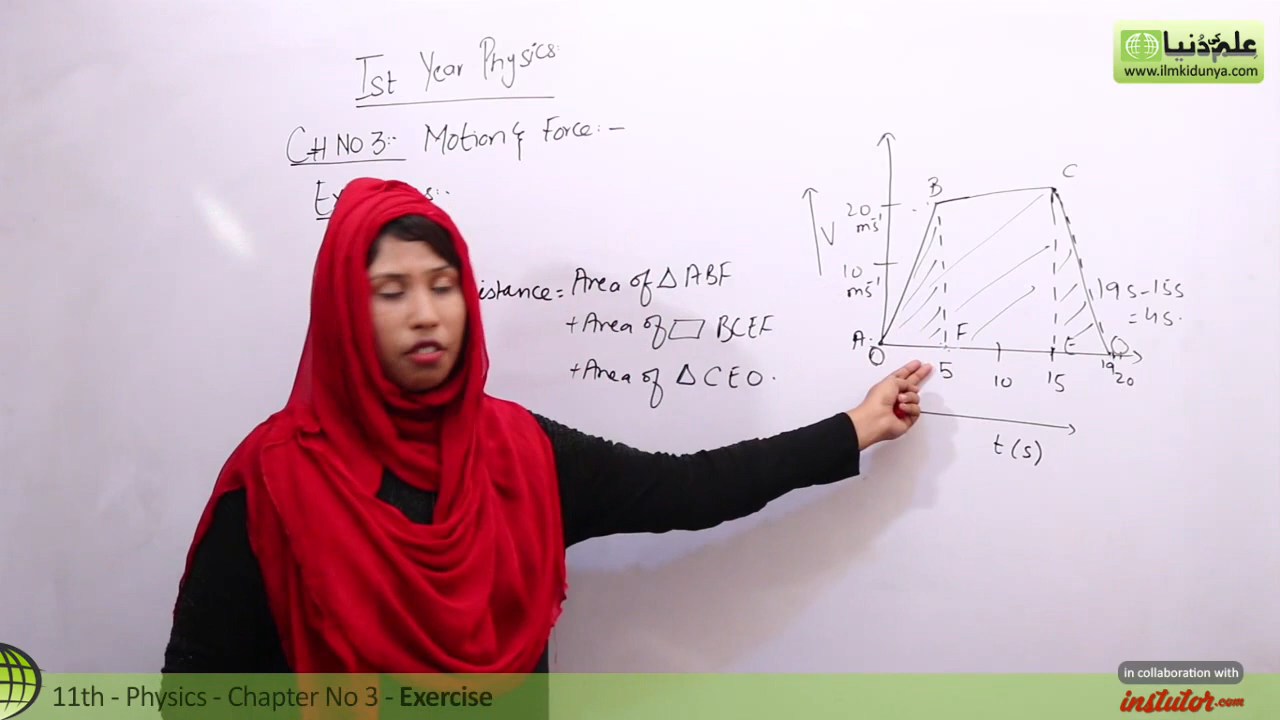 علم کی دُنیا
www.ilmkidunya.com
Ist Year Physics:
CH NO 3:- Motion & Force:-
istance = Area of △ ABF
+ Area of ▭ BCEF
+ Area of △ CEO.
B
C
20
ms⁻¹
V
10
ms⁻¹
19s-15s
= 4s.
A
F
E
O
O
5
10
15
19
20
t (s)
11th - Physics - Chapter No 3 - Exercise
in collaboration with
instutor.com